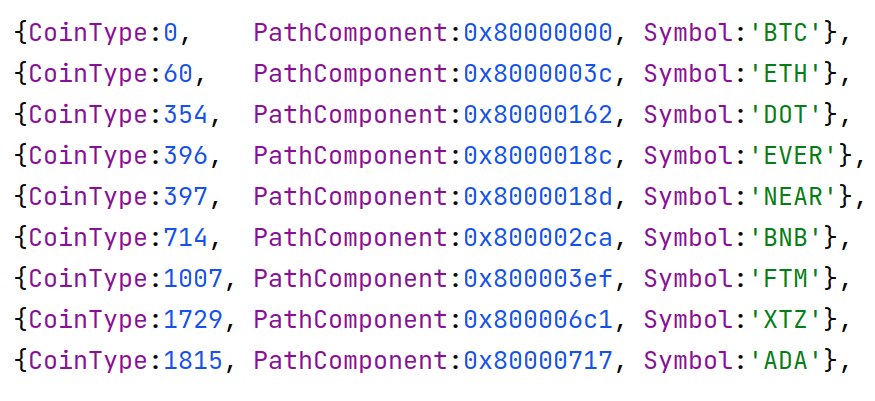 {CoinType:0,    PathComponent:0x80000000, Symbol:'BTC'},
{CoinType:60,   PathComponent:0x8000003c, Symbol:'ETH'},
{CoinType:354,  PathComponent:0x80000162, Symbol:'DOT'},
{CoinType:396,  PathComponent:0x8000018c, Symbol:'EVER'},
{CoinType:397,  PathComponent:0x8000018d, Symbol:'NEAR'},
{CoinType:714,  PathComponent:0x800002ca, Symbol:'BNB'},
{CoinType:1007, PathComponent:0x800003ef, Symbol:'FTM'},
{CoinType:1729, PathComponent:0x800006c1, Symbol:'XTZ'},
{CoinType:1815, PathComponent:0x80000717, Symbol:'ADA'},